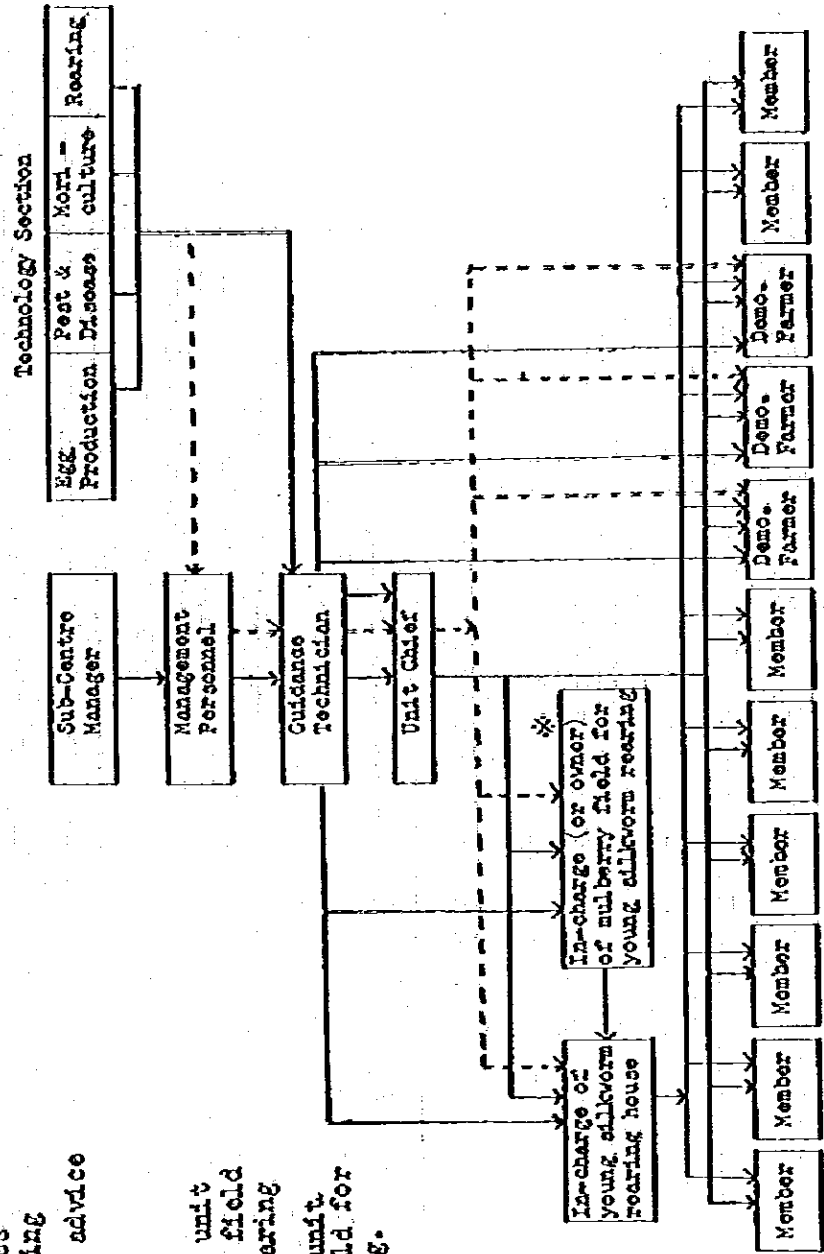 Technology Section
Egg Production
Pest & Disease
Mori - culture
Rearing
Sub-Centre
Manager
Management
Personnel
Guidance
Technician
Unit Chief
advice
unit
field
aring
unit
ld for
g.
※
In-charge (or owner)
of mulberry field for
young silkworm rearing
In-charge of
young silkworm
rearing house
Member
Member
Member
Member
Member
Member
Demo.
Farmer
Demo.
Farmer
Demo.
Farmer
Member
Member